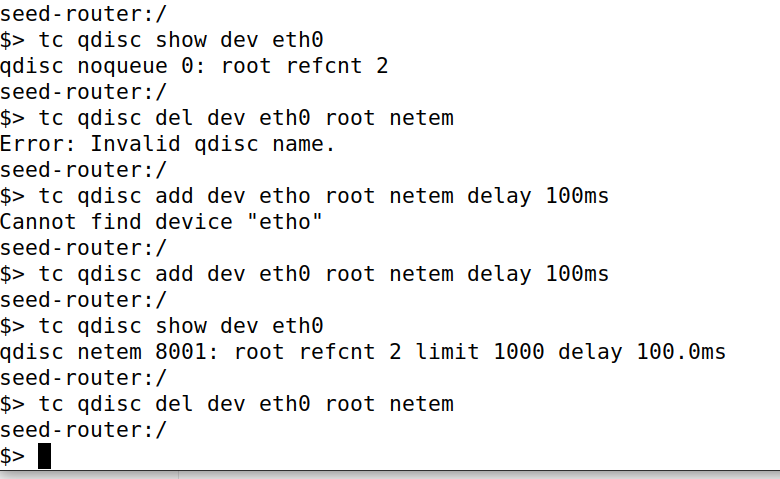 seed-router:/
$> tc qdisc show dev eth0
qdisc noqueue 0: root refcnt 2
seed-router:/
$> tc qdisc del dev eth0 root netem
Error: Invalid qdisc name.
seed-router:/
$> tc qdisc add dev etho root netem delay 100ms
Cannot find device "etho"
seed-router:/
$> tc qdisc add dev eth0 root netem delay 100ms
seed-router:/
$> tc qdisc show dev eth0
qdisc netem 8001: root refcnt 2 limit 1000 delay 100.0ms
seed-router:/
$> tc qdisc del dev eth0 root netem
seed-router:/
$>